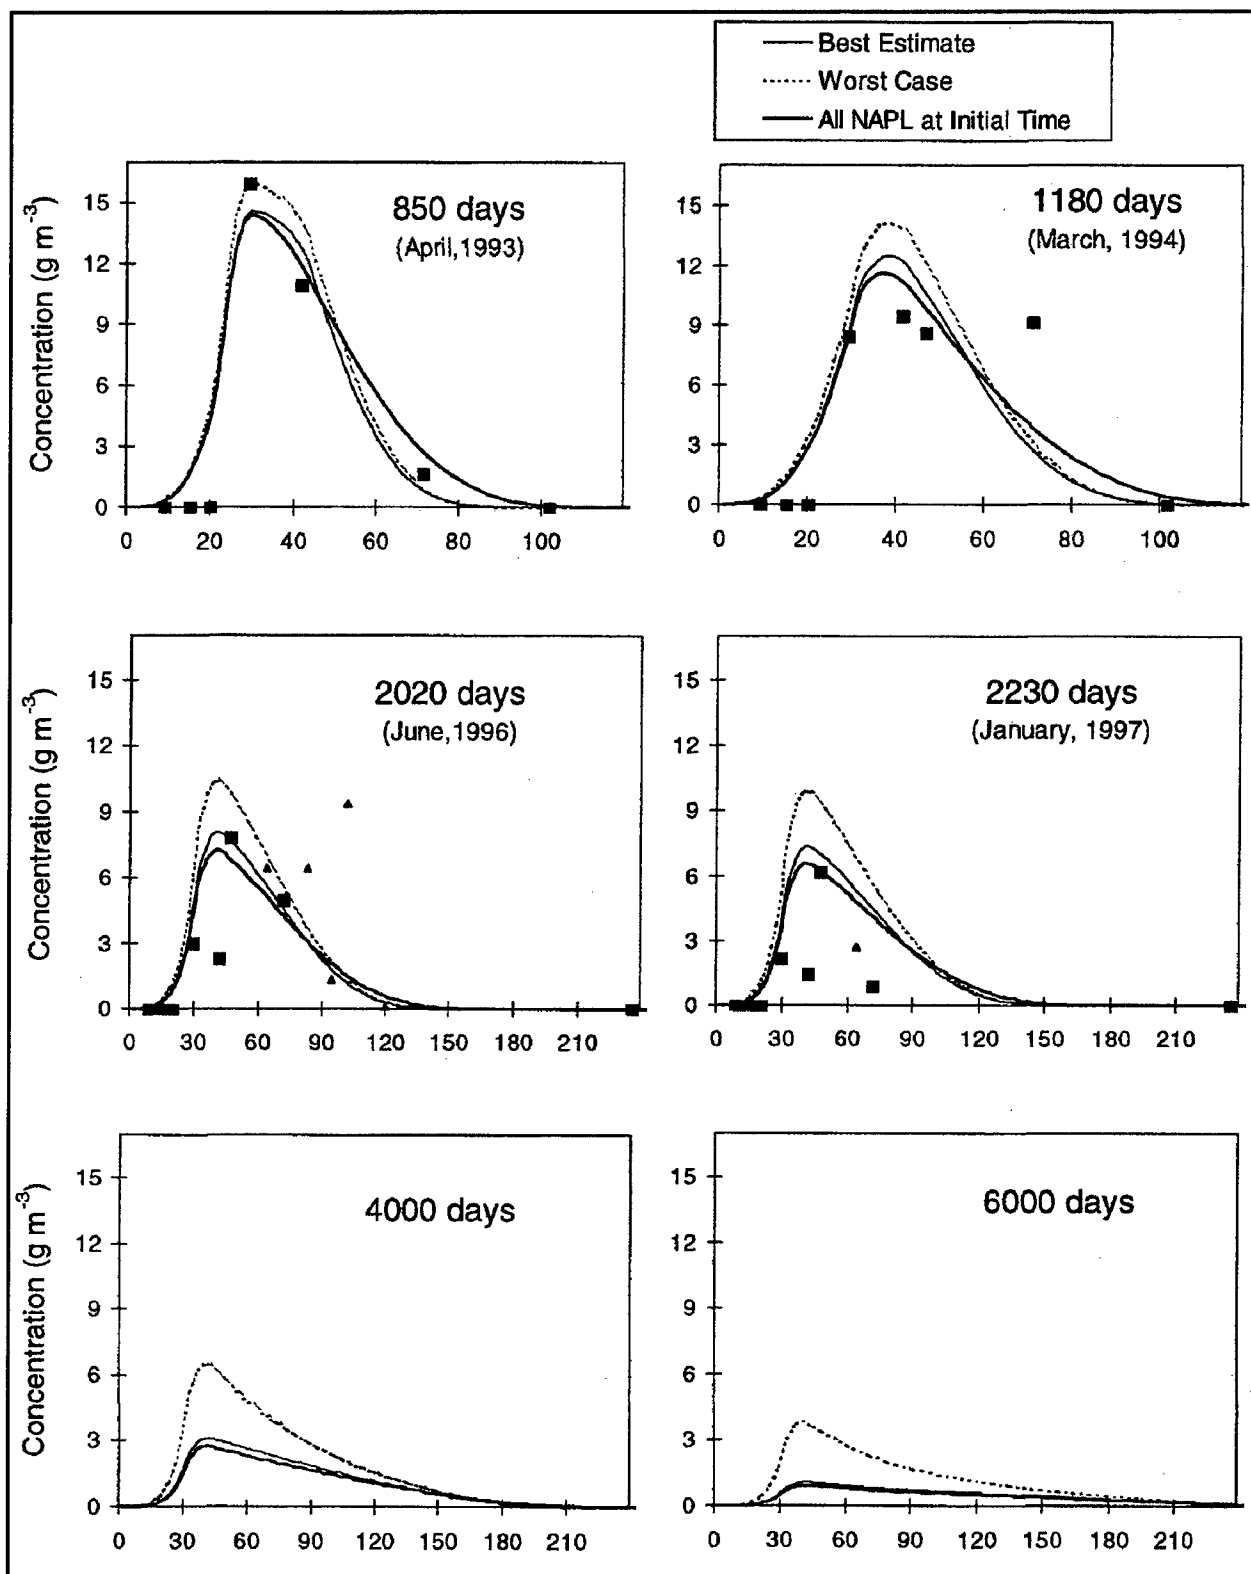 Best Estimate
Worst Case
All NAPL at Initial Time
850 days
(April,1993)
Concentration (g m⁻³)
15
12
9
6
3
0
0 20 40 60 80 100
1180 days
(March, 1994)
15
12
9
6
3
0
0 20 40 60 80 100
2020 days
(June,1996)
Concentration (g m⁻³)
15
12
9
6
3
0
0 30 60 90 120 150 180 210
2230 days
(January, 1997)
15
12
9
6
3
0
0 30 60 90 120 150 180 210
4000 days
Concentration (g m⁻³)
15
12
9
6
3
0
0 30 60 90 120 150 180 210
6000 days
15
12
9
6
3
0
0 30 60 90 120 150 180 210